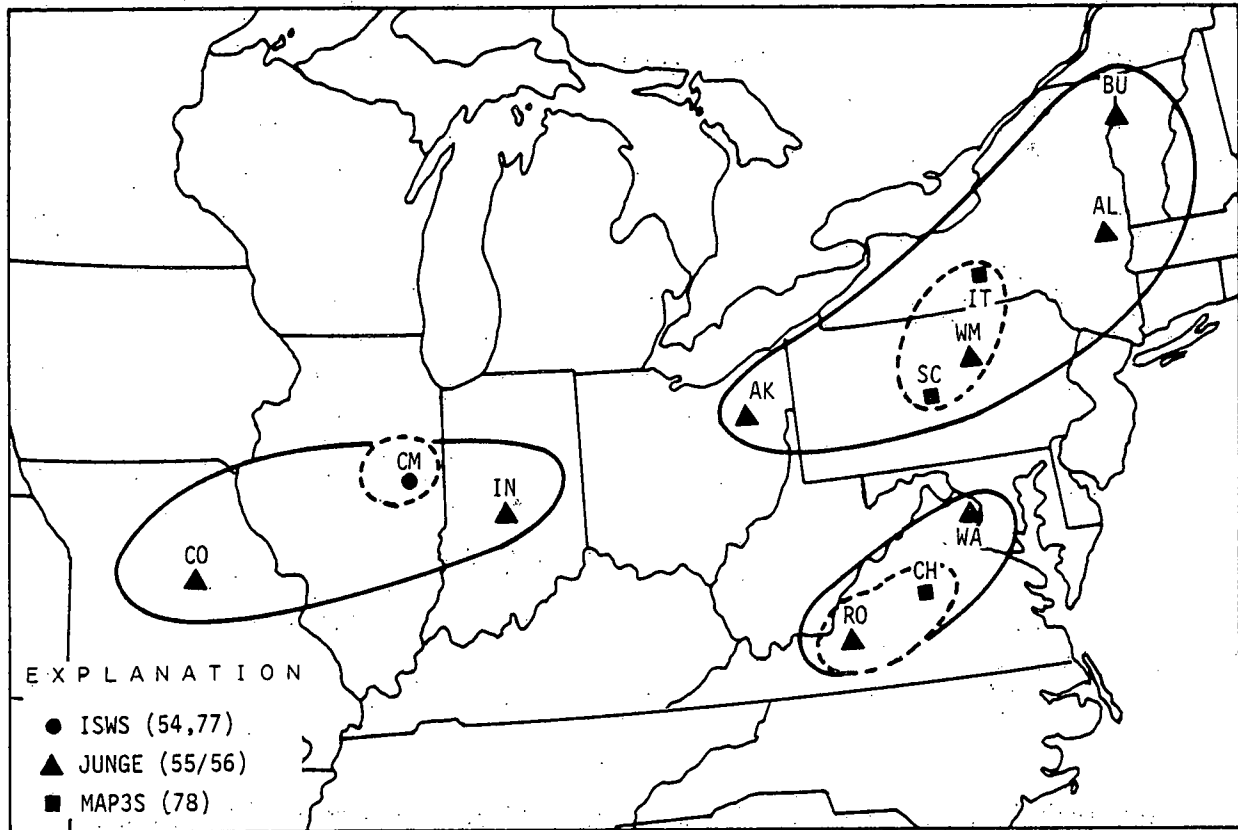 BU
AL
IT
WM
SC
AK
CM
IN
CO
WA
CH
RO
EXPLANATION
● ISWS (54,77)
▲ JUNGE (55/56)
■ MAP3S (78)